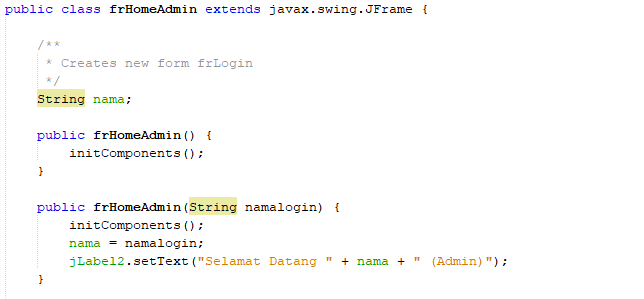 public class frHomeAdmin extends javax.swing.JFrame {
/**
* Creates new form frLogin
*/
String nama;
public frHomeAdmin() {
initComponents();
}
public frHomeAdmin(String namalogin) {
initComponents();
nama = namalogin;
jLabel2.setText("Selamat Datang " + nama + " (Admin)");
}